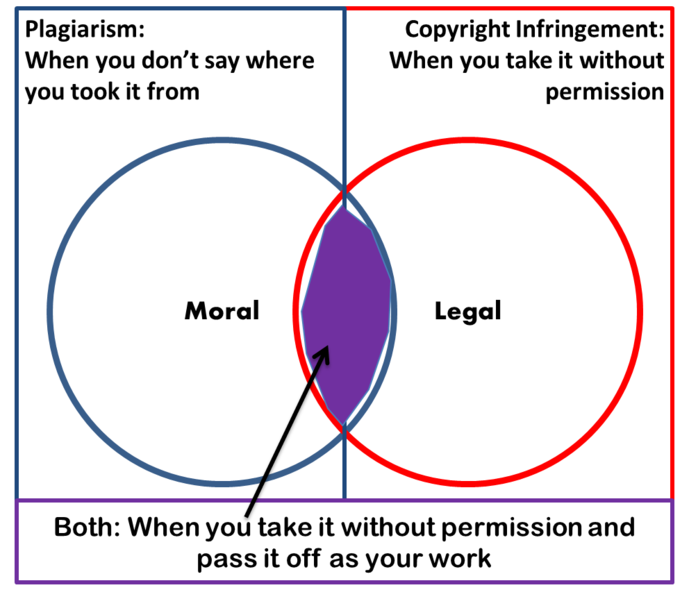 Plagiarism:
When you don't say where
you took it from
Copyright Infringement:
When you take it without
permission
Moral
Legal
Both: When you take it without permission and
pass it off as your work